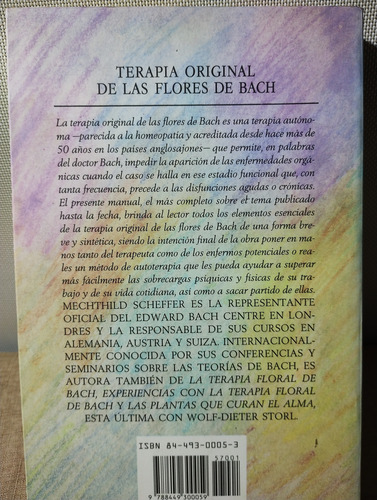 TERAPIA ORIGINAL
DE LAS FLORES DE BACH
La terapia original de las flores de Bach es una terapia autóno-
ma —parecida a la homeopatía y acreditada desde hace más de
50 años en los países anglosajones— que permite, en palabras
del doctor Bach, impedir la aparición de las enfermedades orgá-
nicas cuando el caso se halla en ese estadio funcional que, con
tanta frecuencia, precede a las disfunciones agudas o crónicas.
El presente manual, el más completo sobre el tema publicado
hasta la fecha, brinda al lector todos los elementos esenciales
de la terapia original de las flores de Bach de una forma bre-
ve y sintética, siendo la intención final de la obra poner en ma-
nos tanto del terapeuta como de los enfermos potenciales o rea-
les un método de autoterapia que les pueda ayudar a superar
más fácilmente las sobrecargas psíquicas y físicas de su tra-
bajo y de su vida cotidiana, así como a sacar partido de ellas.
MECHTHILD SCHEFFER ES LA REPRESENTANTE
OFICIAL DEL EDWARD BACH CENTRE EN LON-
DRES Y LA RESPONSABLE DE SUS CURSOS EN
ALEMANIA, AUSTRIA Y SUIZA. INTERNACIONAL-
MENTE CONOCIDA POR SUS CONFERENCIAS Y
SEMINARIOS SOBRE LAS TEORÍAS DE BACH, ES
AUTORA TAMBIÉN DE LA TERAPIA FLORAL DE
BACH, EXPERIENCIAS CON LA TERAPIA FLORAL
DE BACH Y LAS PLANTAS QUE CURAN EL ALMA,
ESTA ÚLTIMA CON WOLF-DIETER STORL.
ISBN 84-493-0005-3
57001
9 788449 300059